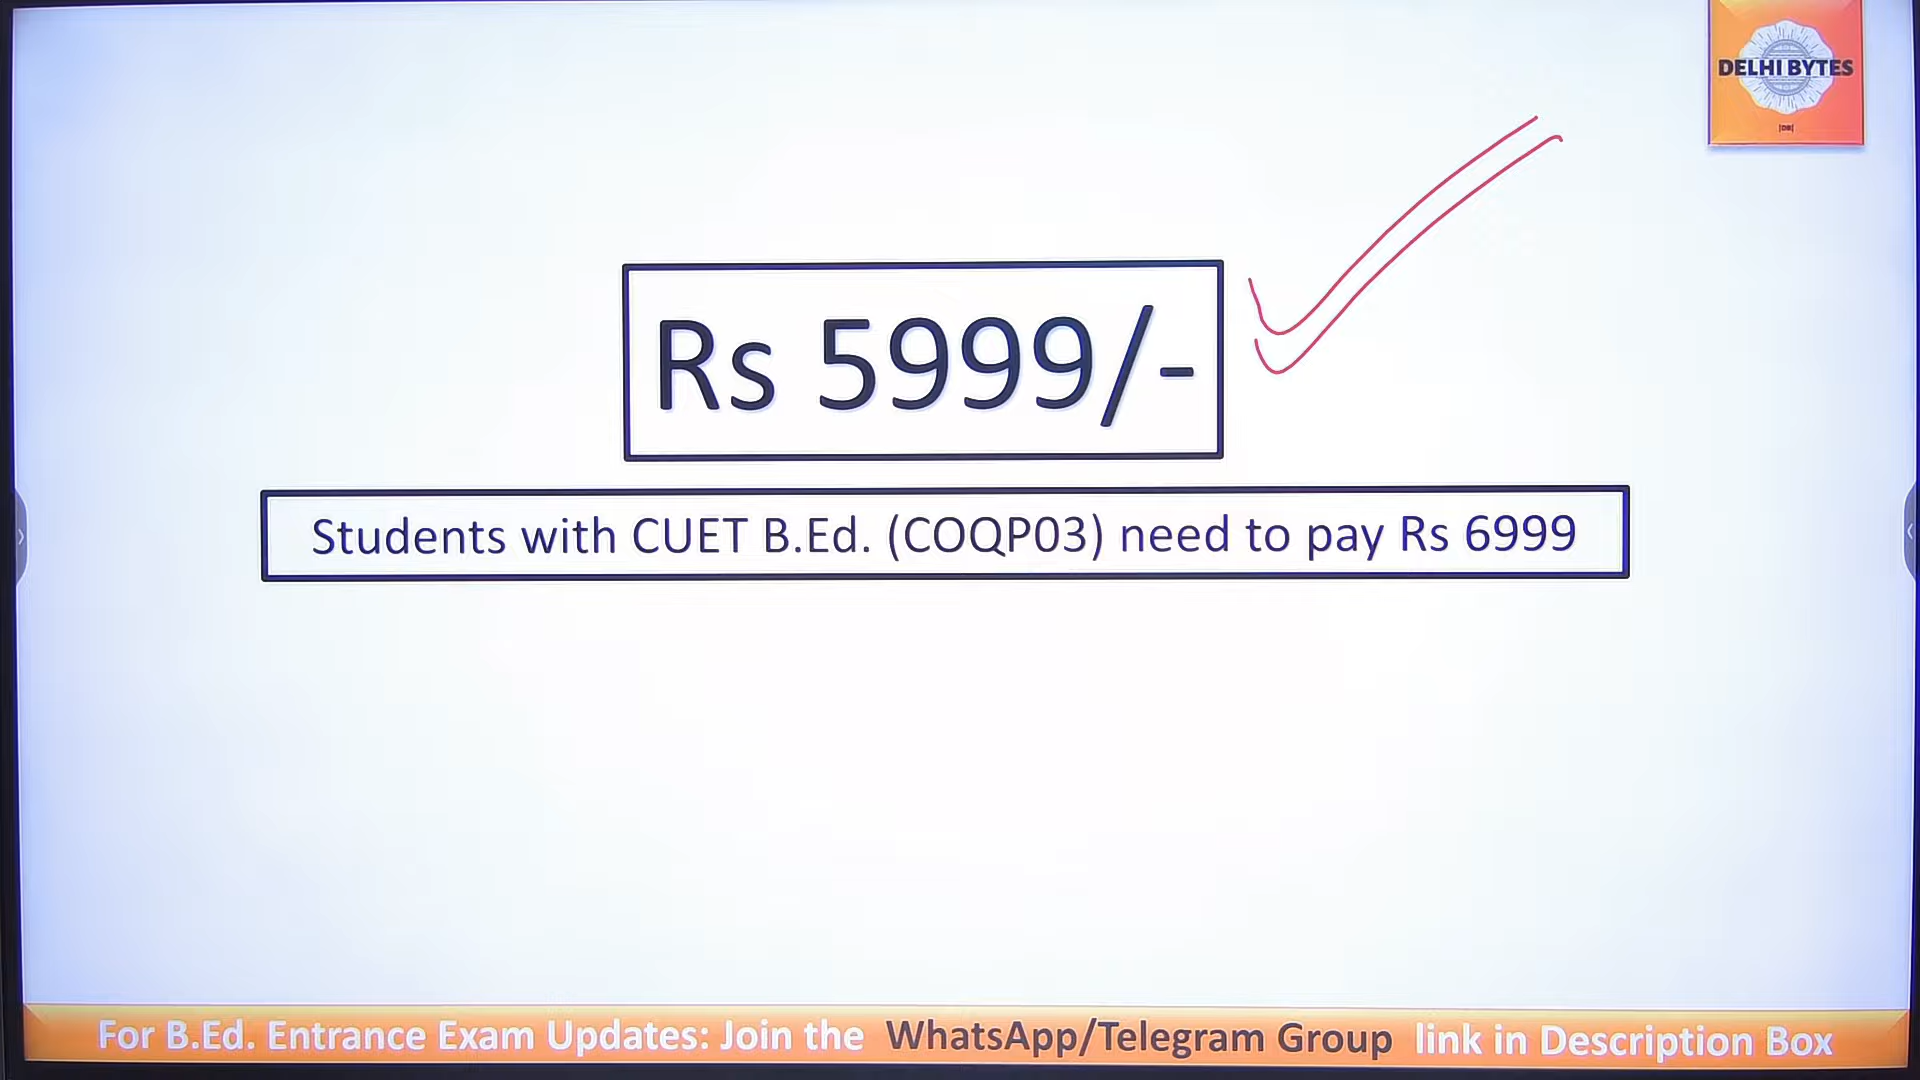 DELHI BYTES
|DB|
Rs 5999/-
Students with CUET B.Ed. (COQP03) need to pay Rs 6999
For B.Ed. Entrance Exam Updates: Join the WhatsApp/Telegram Group link in Description Box